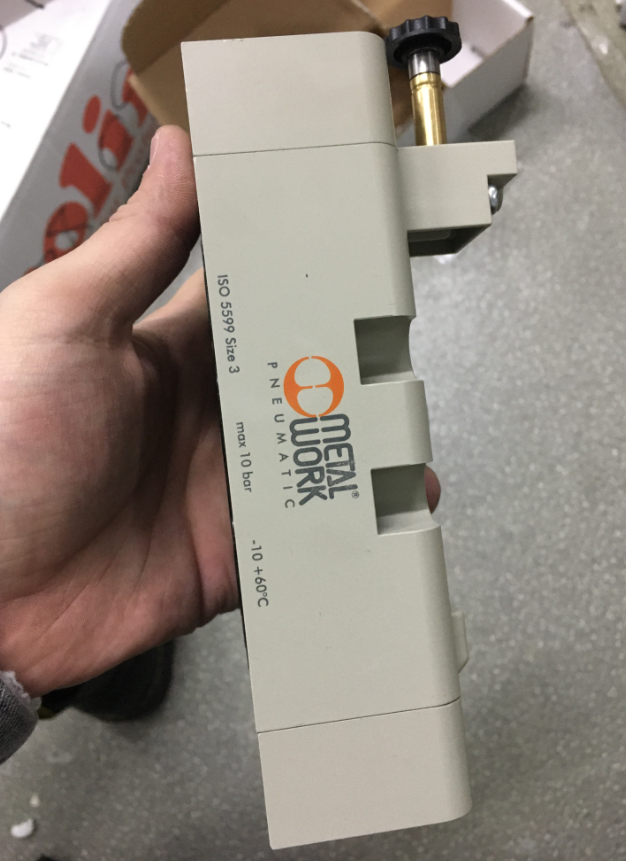 ISO 5599 Size 3
max 10 bar
-10 +60°C
METAL®
WORK
PNEUMATIC